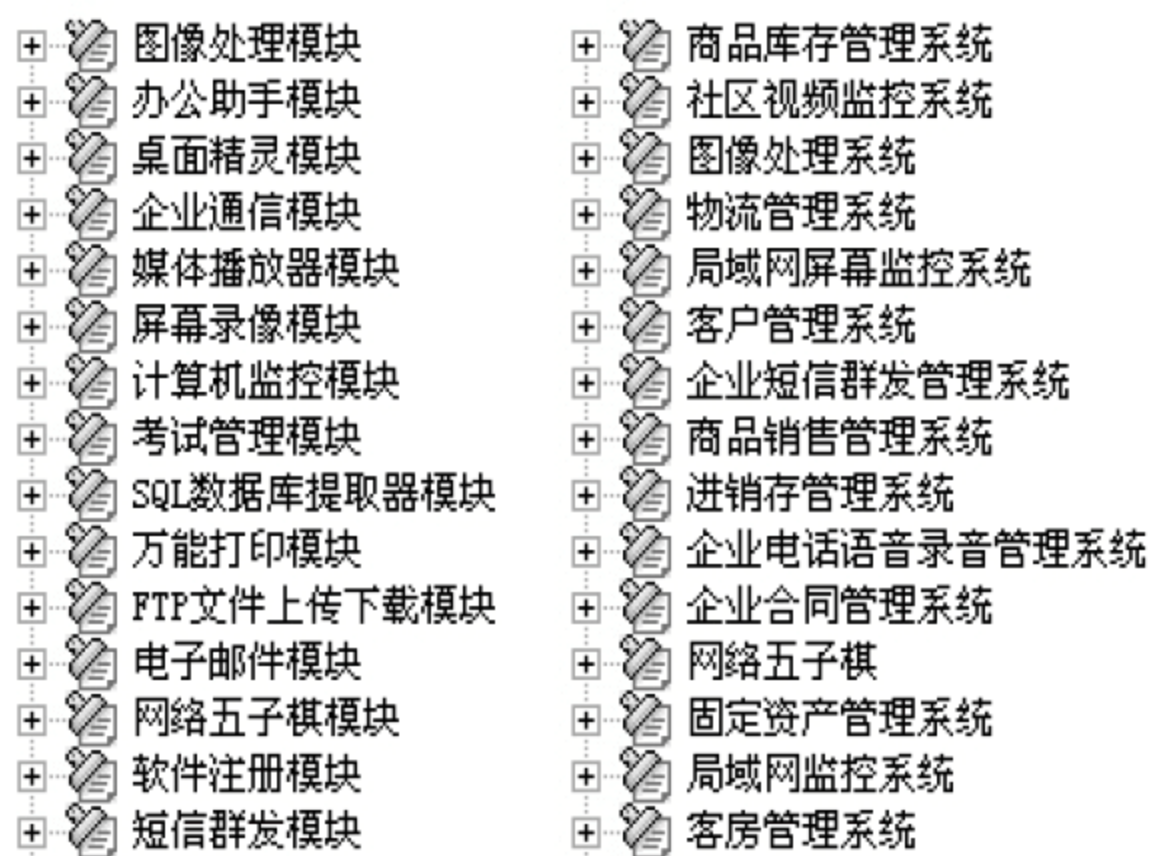 图像处理模块
办公助手模块
桌面精灵模块
企业通信模块
媒体播放器模块
屏幕录像模块
计算机监控模块
考试管理模块
SQL数据库提取器模块
万能打印模块
FTP文件上传下载模块
电子邮件模块
网络五子棋模块
软件注册模块
短信群发模块
商品库存管理系统
社区视频监控系统
图像处理系统
物流管理系统
局域网屏幕监控系统
客户管理系统
企业短信群发管理系统
商品销售管理系统
进销存管理系统
企业电话语音录音管理系统
企业合同管理系统
网络五子棋
固定资产管理系统
局域网监控系统
客房管理系统